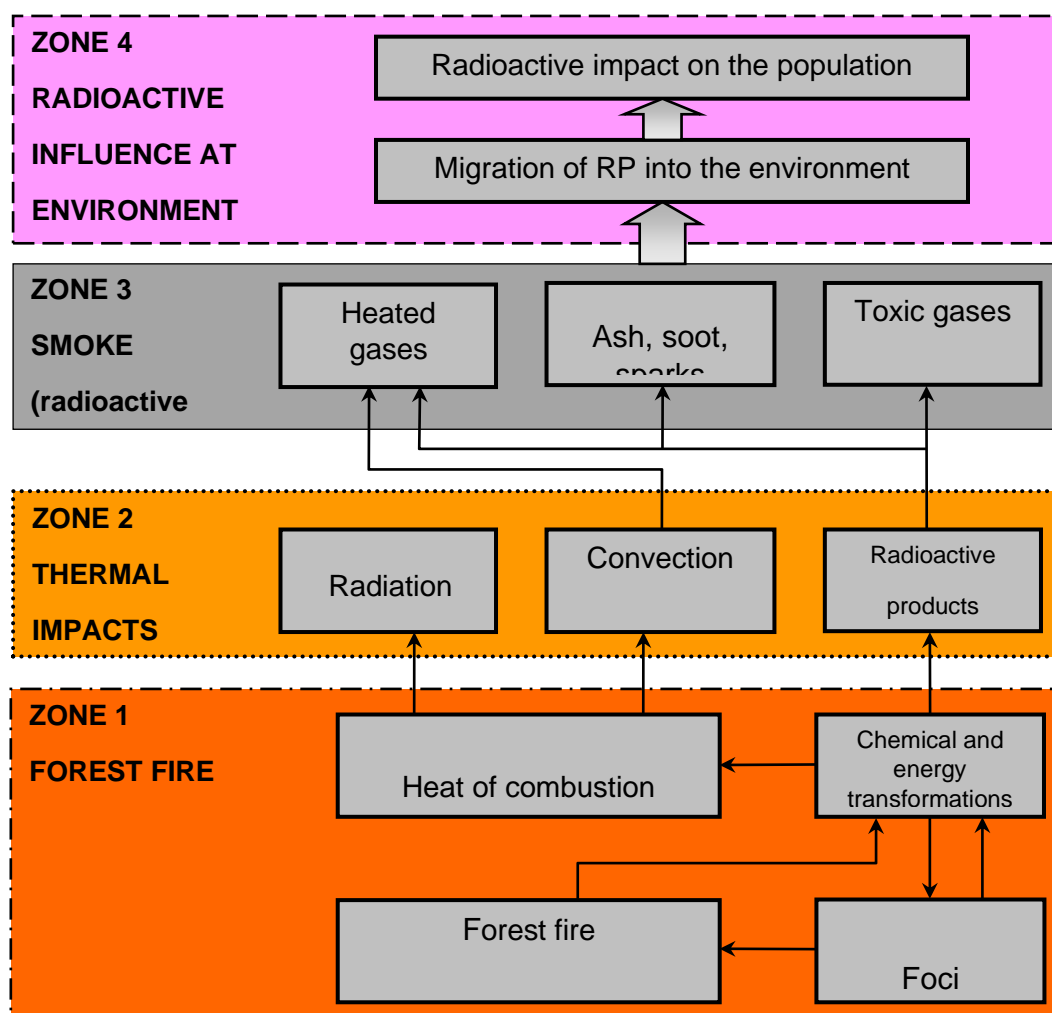 ZONE 4
RADIOACTIVE
INFLUENCE AT
ENVIRONMENT
Radioactive impact on the population
Migration of RP into the environment
ZONE 3
SMOKE
(radioactive
Heated
gases
Ash, soot,
sparks
Toxic gases
ZONE 2
THERMAL
IMPACTS
Radiation
Convection
Radioactive
products
ZONE 1
FOREST FIRE
Heat of combustion
Chemical and
energy
transformations
Forest fire
Foci